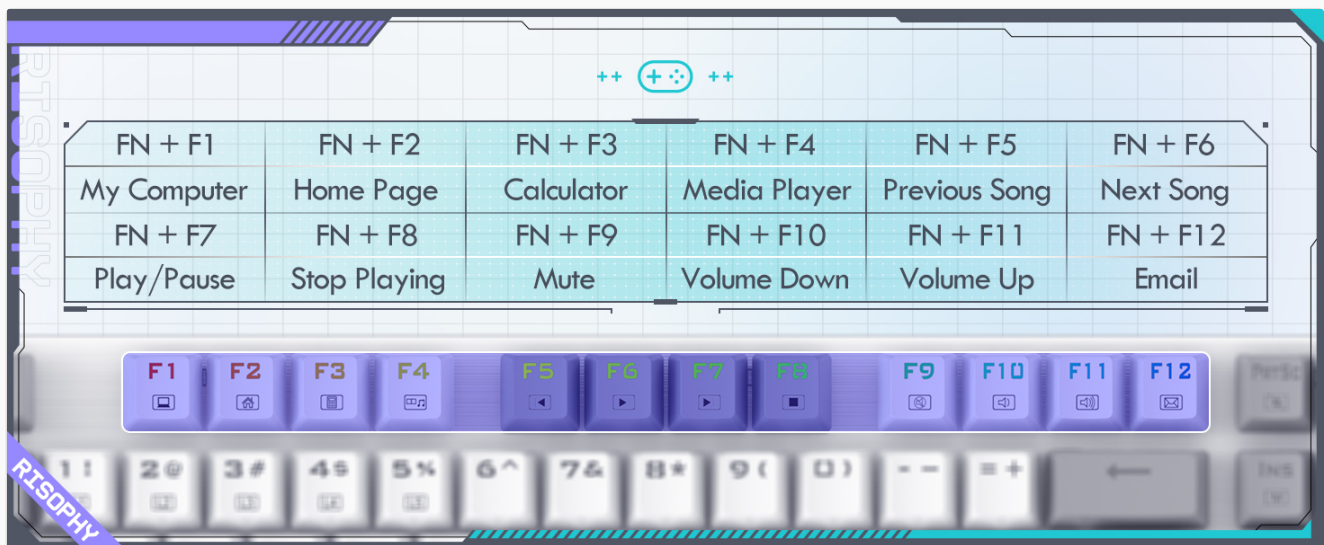 RISOPHY
FN + F1 FN + F2 FN + F3 FN + F4 FN + F5 FN + F6
My Computer Home Page Calculator Media Player Previous Song Next Song
FN + F7 FN + F8 FN + F9 FN + F10 FN + F11 FN + F12
Play/Pause Stop Playing Mute Volume Down Volume Up Email
F1 F2 F3 F4 F5 F6 F7 F8 F9 F10 F11 F12 PrtSc
1 ! 2 @ 3 # 4 $ 5 % 6 ^ 7 & 8 * 9 ( 0 ) - - = + Ins
RISOPHY